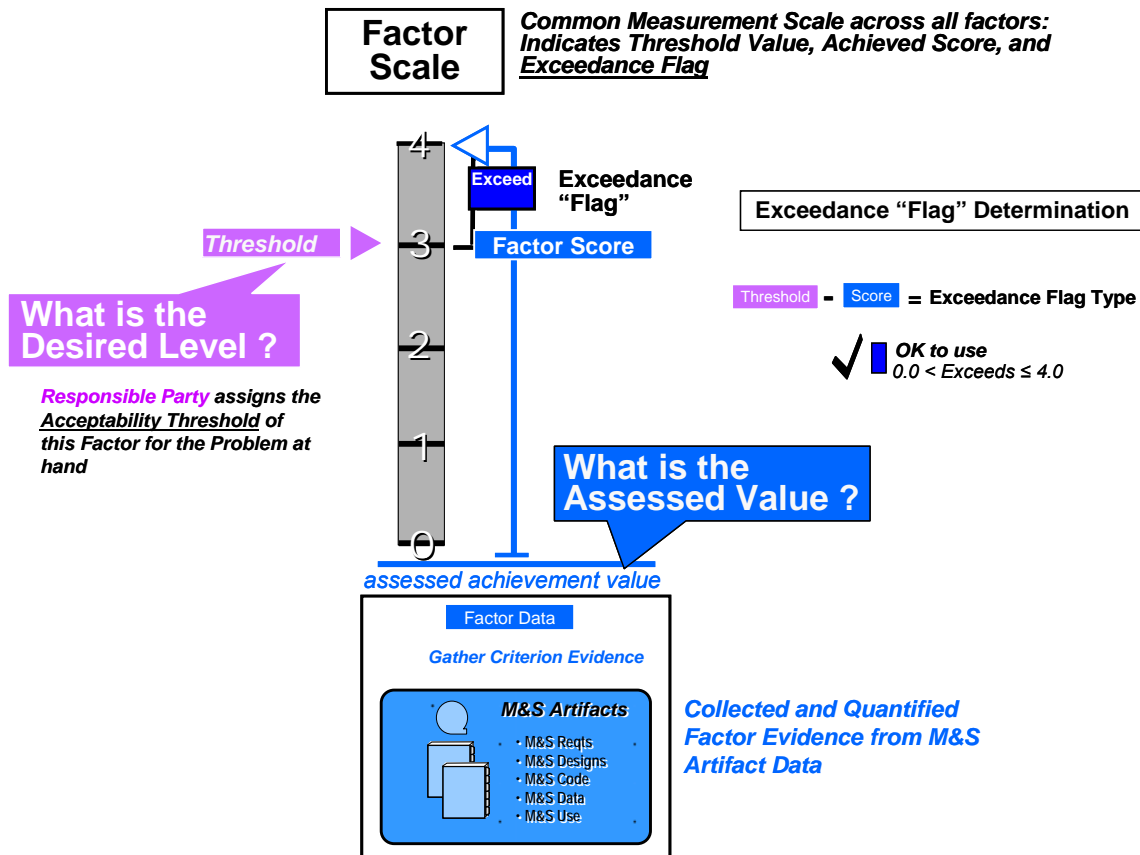 Factor
Scale
Common Measurement Scale across all factors:
Indicates Threshold Value, Achieved Score, and
Exceedance Flag
4
Exceed
Exceedance
“Flag”
Exceedance “Flag” Determination
Threshold
3
Factor Score
Threshold - Score = Exceedance Flag Type
What is the
Desired Level ?
2
OK to use
0.0 < Exceeds ≤ 4.0
Responsible Party assigns the
Acceptability Threshold of
this Factor for the Problem at
hand
1
What is the
Assessed Value ?
0
assessed achievement value
Factor Data
Gather Criterion Evidence
M&S Artifacts
• M&S Reqts
• M&S Designs
• M&S Code
• M&S Data
• M&S Use
Collected and Quantified
Factor Evidence from M&S
Artifact Data